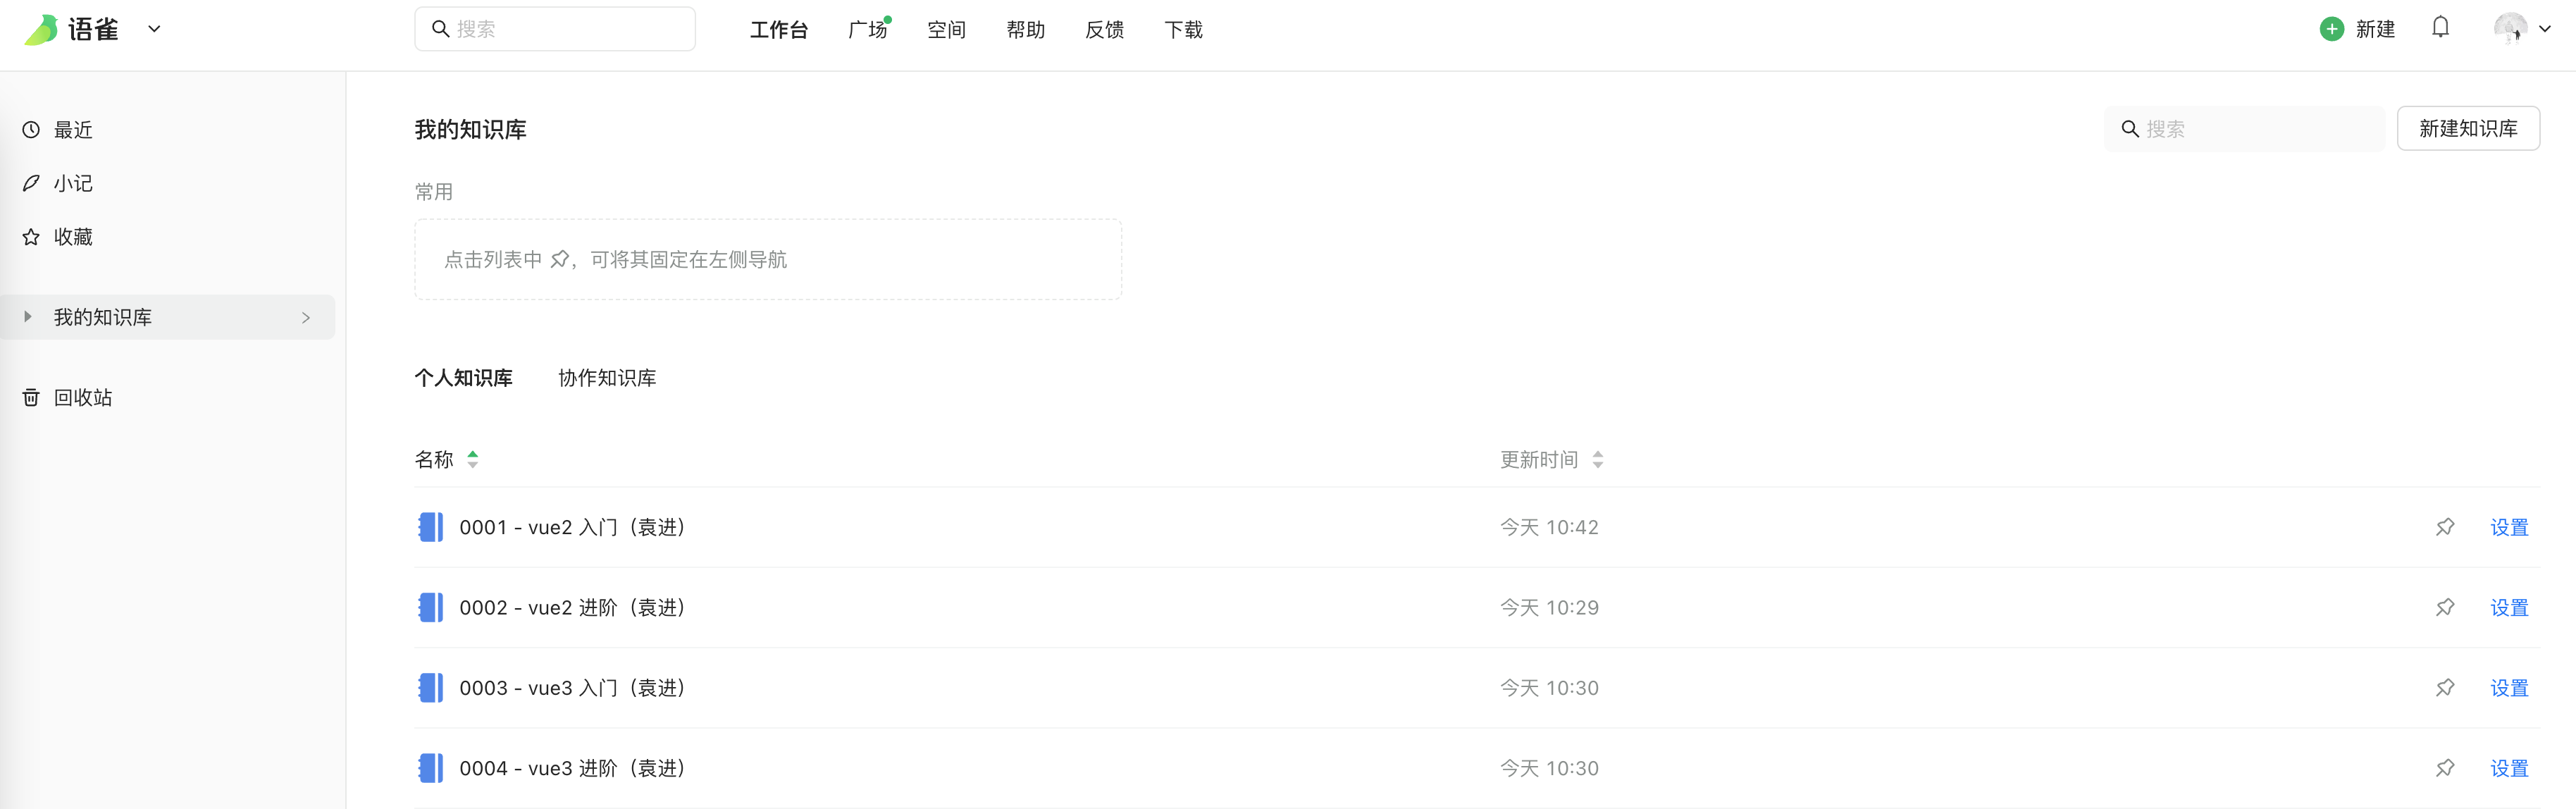 语雀 搜索 工作台 广场 空间 帮助 反馈 下载 新建
最近
小记
收藏
我的知识库
回收站
我的知识库 搜索 新建知识库
常用
点击列表中 ，可将其固定在左侧导航
个人知识库 协作知识库
名称 更新时间
0001 - vue2 入门（袁进） 今天 10:42 设置
0002 - vue2 进阶（袁进） 今天 10:29 设置
0003 - vue3 入门（袁进） 今天 10:30 设置
0004 - vue3 进阶（袁进） 今天 10:30 设置